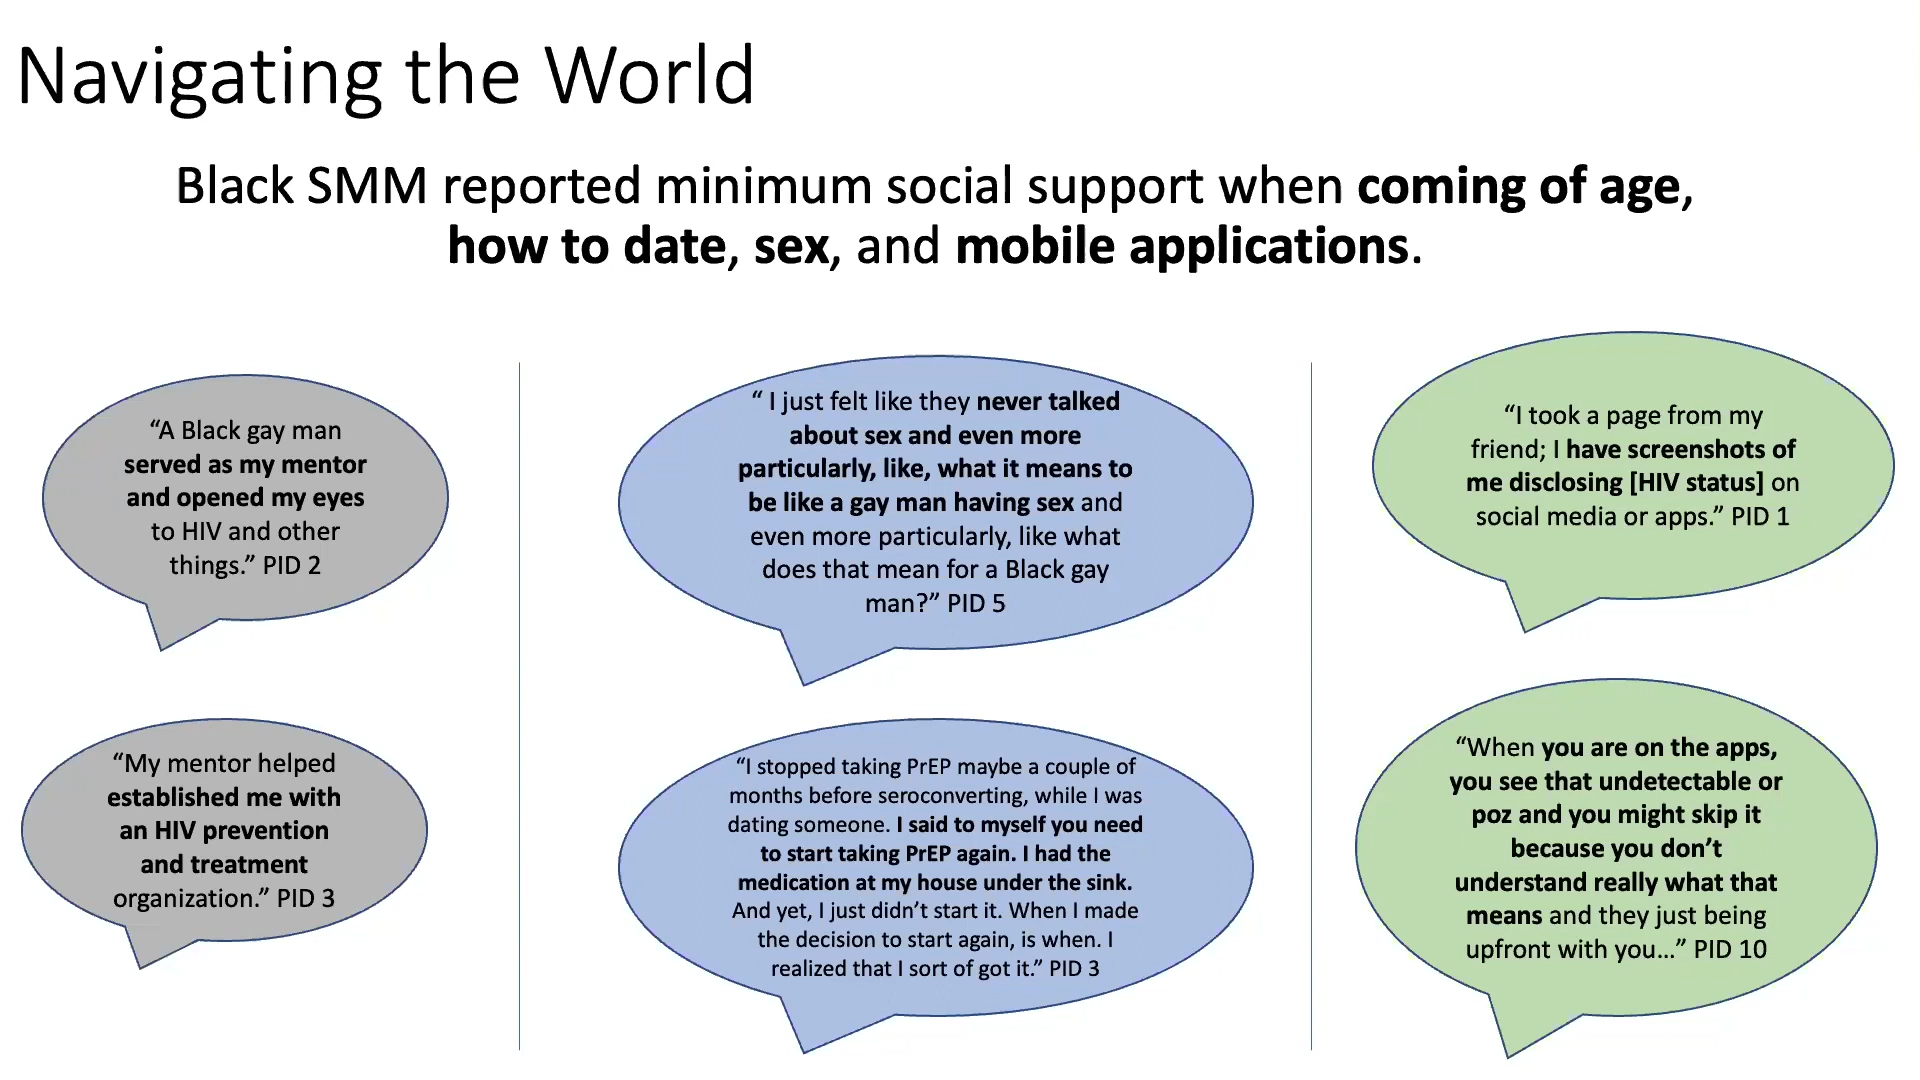 Navigating the World
Black SMM reported minimum social support when coming of age,
how to date, sex, and mobile applications.
“A Black gay man
served as my mentor
and opened my eyes
to HIV and other
things.” PID 2
“My mentor helped
established me with
an HIV prevention
and treatment
organization.” PID 3
“ I just felt like they never talked
about sex and even more
particularly, like, what it means to
be like a gay man having sex and
even more particularly, like what
does that mean for a Black gay
man?” PID 5
“I stopped taking PrEP maybe a couple of
months before seroconverting, while I was
dating someone. I said to myself you need
to start taking PrEP again. I had the
medication at my house under the sink.
And yet, I just didn’t start it. When I made
the decision to start again, is when. I
realized that I sort of got it.” PID 3
“I took a page from my
friend; I have screenshots of
me disclosing [HIV status] on
social media or apps.” PID 1
“When you are on the apps,
you see that undetectable or
poz and you might skip it
because you don’t
understand really what that
means and they just being
upfront with you…” PID 10